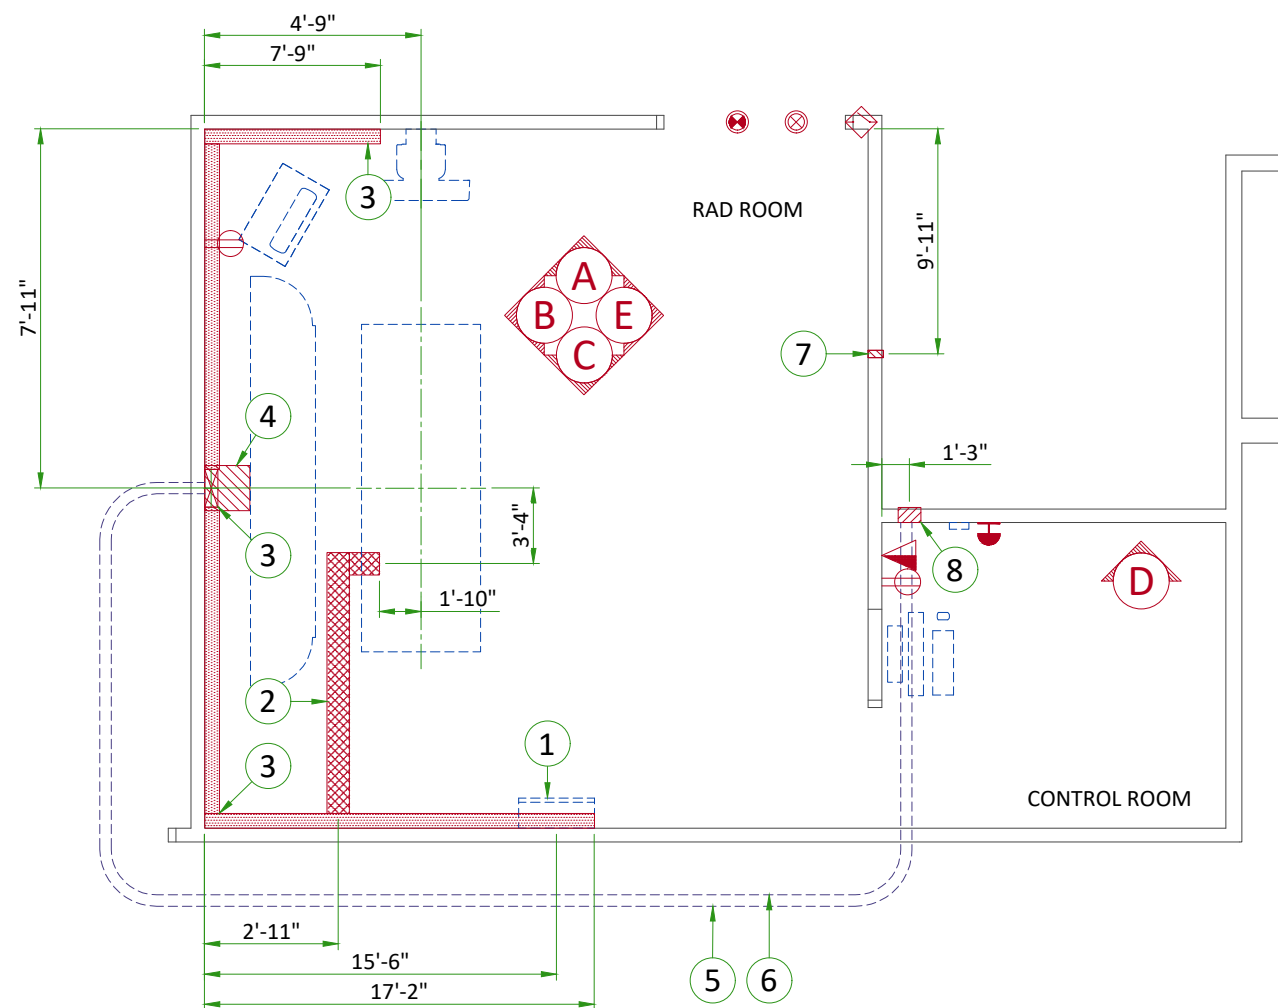 4'-9"
7'-9"
3
RAD ROOM
9'-11"
7'-11"
A
B
E
C
7
4
1'-3"
3'-4"
3
8
D
1'-10"
2
1
3
CONTROL ROOM
2'-11"
15'-6"
5
6
17'-2"